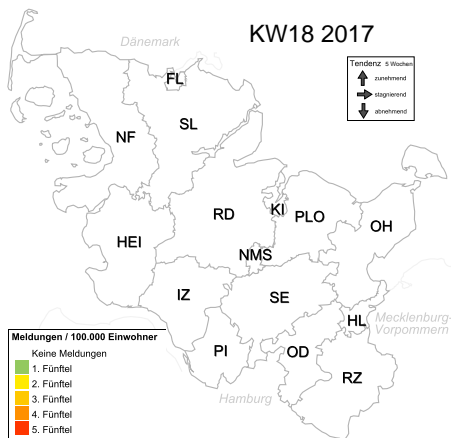 KW18 2017
Dänemark
Tendenz 5 Wochen
zunehmend
stagnierend
abnehmend
FL
SL
NF
RD
KI
PLO
OH
HEI
NMS
IZ
SE
HL
Mecklenburg-
Vorpommern
PI
OD
RZ
Hamburg
Meldungen / 100.000 Einwohner
Keine Meldungen
1. Fünftel
2. Fünftel
3. Fünftel
4. Fünftel
5. Fünftel